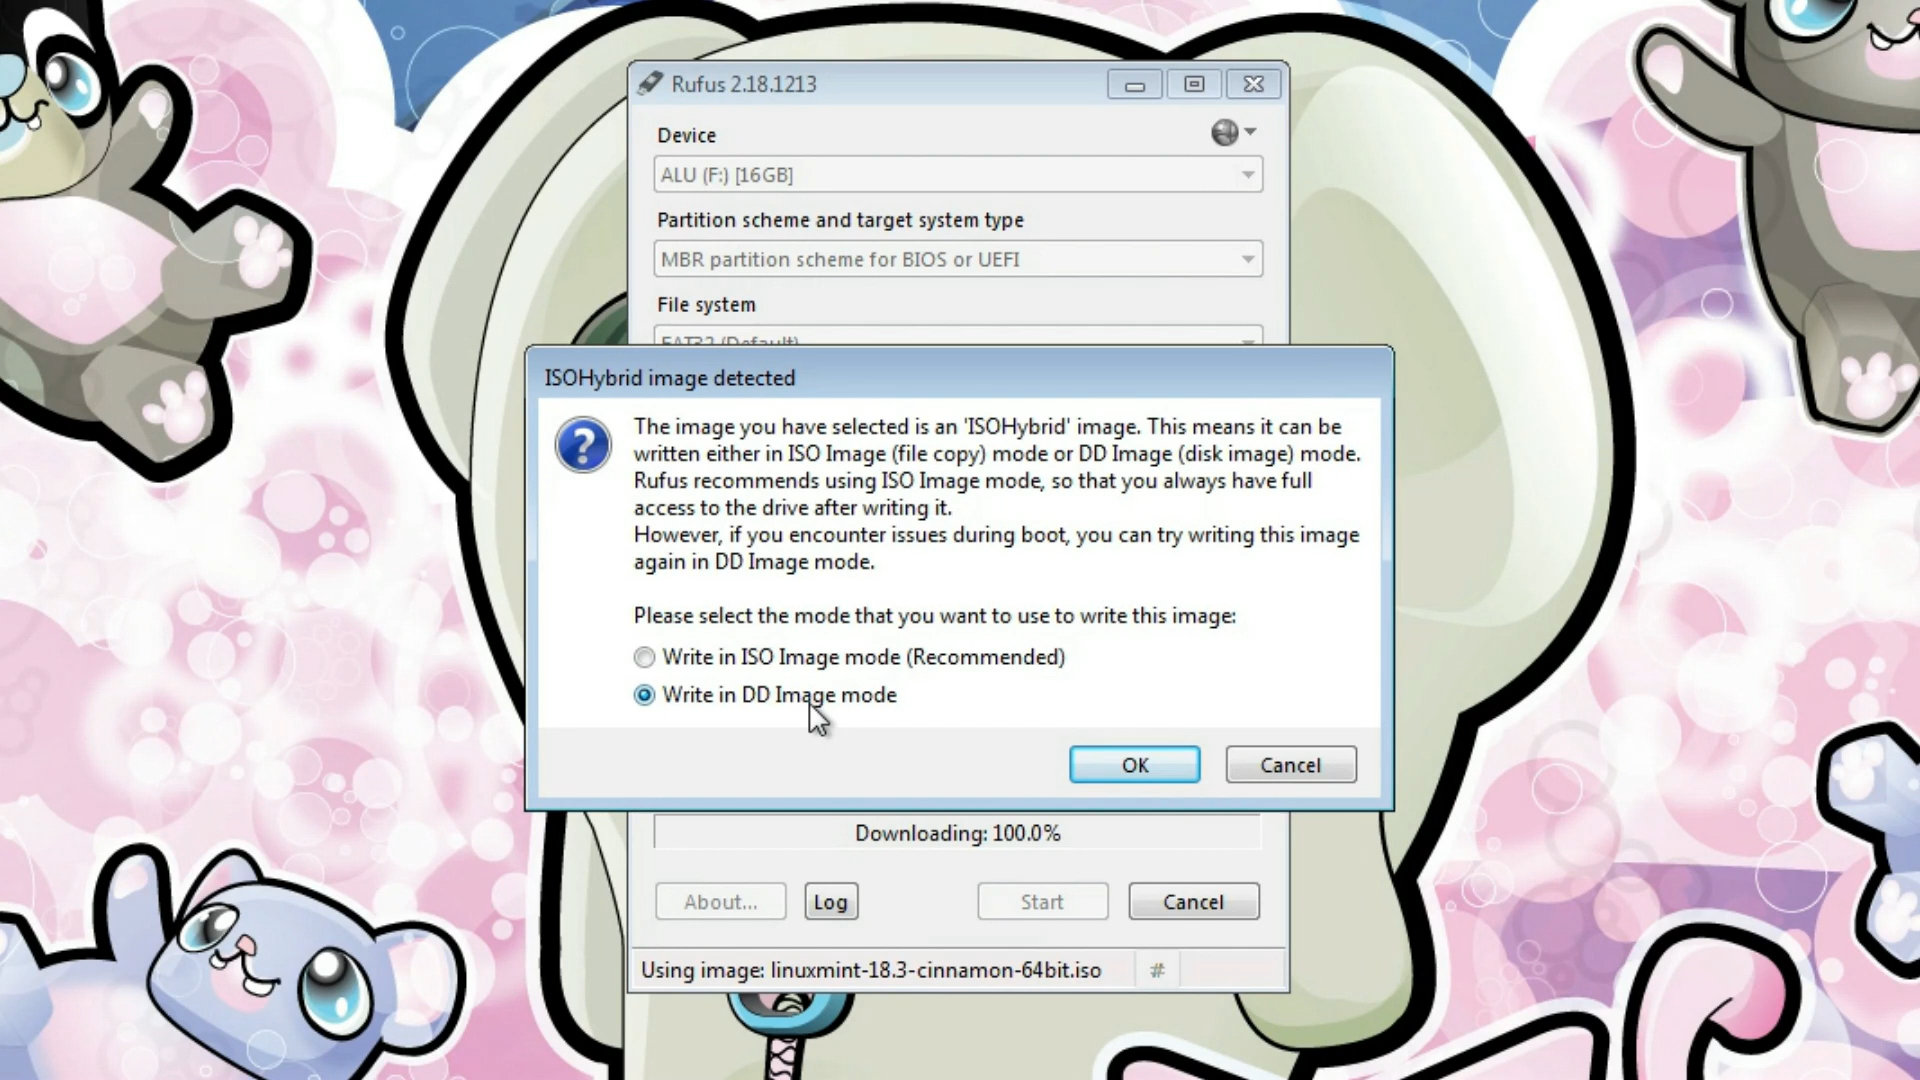 Rufus 2.18.1213
Device
ALU (F:) [16GB]
Partition scheme and target system type
MBR partition scheme for BIOS or UEFI
File system
FAT32 (Default)
ISOHybrid image detected
The image you have selected is an 'ISOHybrid' image. This means it can be
written either in ISO Image (file copy) mode or DD Image (disk image) mode.
Rufus recommends using ISO Image mode, so that you always have full
access to the drive after writing it.
However, if you encounter issues during boot, you can try writing this image
again in DD Image mode.
Please select the mode that you want to use to write this image:
Write in ISO Image mode (Recommended)
Write in DD Image mode
OK Cancel
Downloading: 100.0%
About... Log Start Cancel
Using image: linuxmint-18.3-cinnamon-64bit.iso #